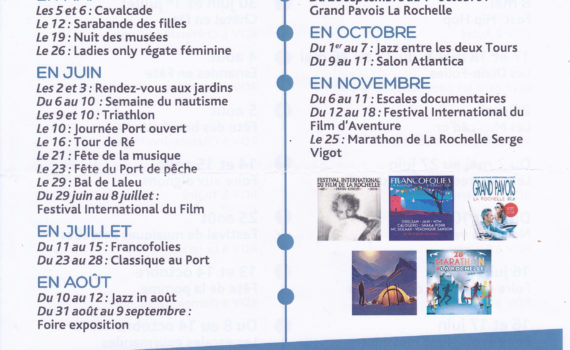 Les 5 et 6 : Cavalcade
Le 12 : Sarabande des filles
Le 19 : Nuit des musées
Le 26 : Ladies only régate féminine
EN JUIN
Les 2 et 3 : Rendez-vous aux jardins
Du 6 au 10 : Semaine du nautisme
Les 9 et 10 : Triathlon
Le 10 : Journée Port ouvert
Le 16 : Tour de Ré
Le 21 : Fête de la musique
Le 23 : Fête du Port de pêche
Le 29 : Bal de Laleu
Du 29 juin au 8 juillet :
Festival International du Film
EN JUILLET
Du 11 au 15 : Francofolies
Du 23 au 28 : Classique au Port
EN AOÛT
Du 10 au 12 : Jazz in août
Du 31 août au 9 septembre :
Foire exposition
Grand Pavois La Rochelle
EN OCTOBRE
Du 1er au 7 : Jazz entre les deux Tours
Du 9 au 11 : Salon Atlantica
EN NOVEMBRE
Du 6 au 11 : Escales documentaires
Du 12 au 18 : Festival International du
Film d'Aventure
Le 25 : Marathon de La Rochelle Serge
Vigot
FESTIVAL INTERNATIONAL
DU FILM DE LA ROCHELLE
FRANCOFOLIES
GRAND PAVOIS
LA ROCHELLE
MARATHON